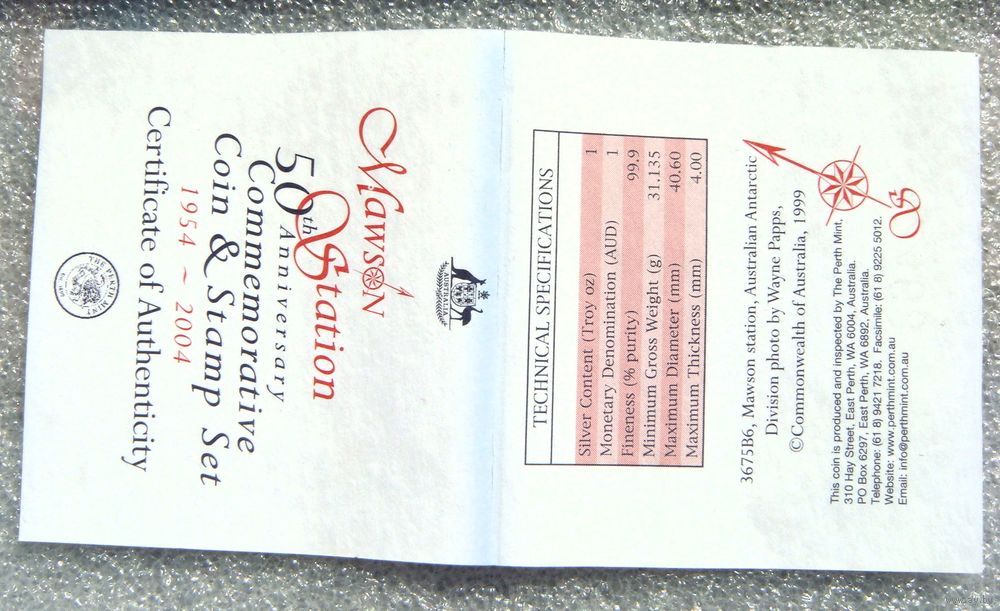 Mawson
Station
50th Anniversary
Commemorative
Coin & Stamp Set
1954 ~ 2004
Certificate of Authenticity
AUSTRALIA
THE PERTH MINT
TECHNICAL SPECIFICATIONS
Silver Content (Troy oz) 1
Monetary Denomination (AUD) 1
Fineness (% purity) 99.9
Minimum Gross Weight (g) 31.135
Maximum Diameter (mm) 40.60
Maximum Thickness (mm) 4.00
3675B6, Mawson station, Australian Antarctic
Division photo by Wayne Papps,
©Commonwealth of Australia, 1999
This coin is produced and inspected by The Perth Mint,
310 Hay Street, East Perth, WA 6004, Australia.
PO Box 6297, East Perth, WA 6892, Australia.
Telephone: (61 8) 9421 7218. Facsimile: (61 8) 9225 5012.
Website: www.perthmint.com.au
Email: info@perthmint.com.au
S